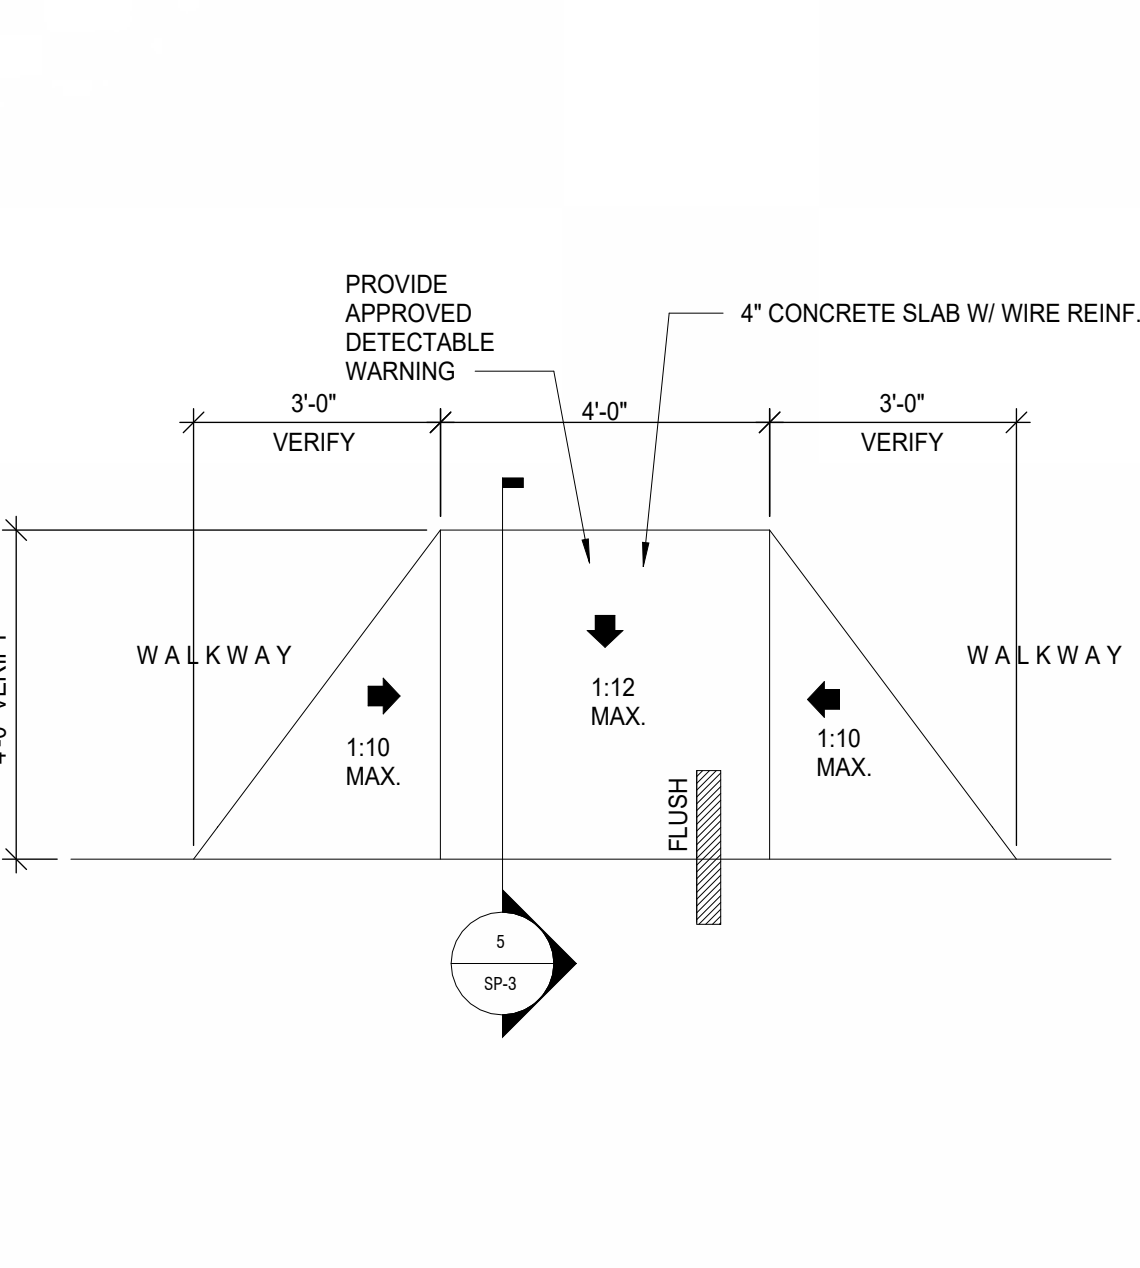 PROVIDE
APPROVED
DETECTABLE
WARNING
4" CONCRETE SLAB W/ WIRE REINF.
3'-0"
VERIFY
4'-0"
3'-0"
VERIFY
VERIFY
WALKWAY
WALKWAY
1:12
MAX.
1:10
MAX.
1:10
MAX.
FLUSH
5
SP-3